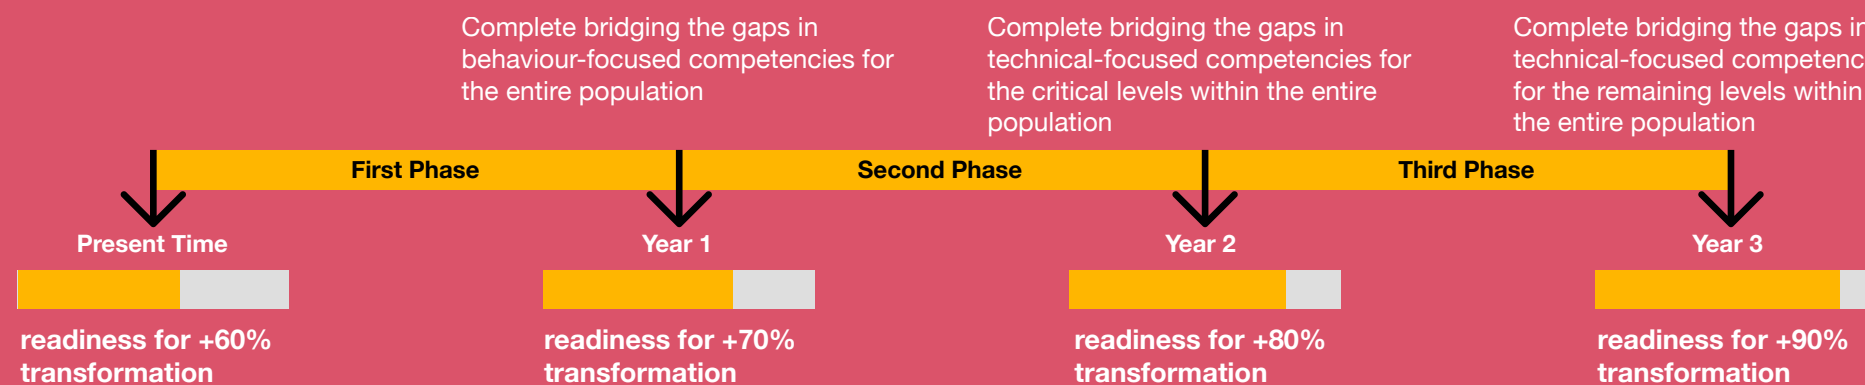 Complete bridging the gaps in
behaviour-focused competencies for
the entire population
Complete bridging the gaps in
technical-focused competencies for
the critical levels within the entire
population
Complete bridging the gaps in
technical-focused competenc
for the remaining levels within
the entire population
First Phase
Second Phase
Third Phase
Present Time
Year 1
Year 2
Year 3
readiness for +60%
transformation
readiness for +70%
transformation
readiness for +80%
transformation
readiness for +90%
transformation